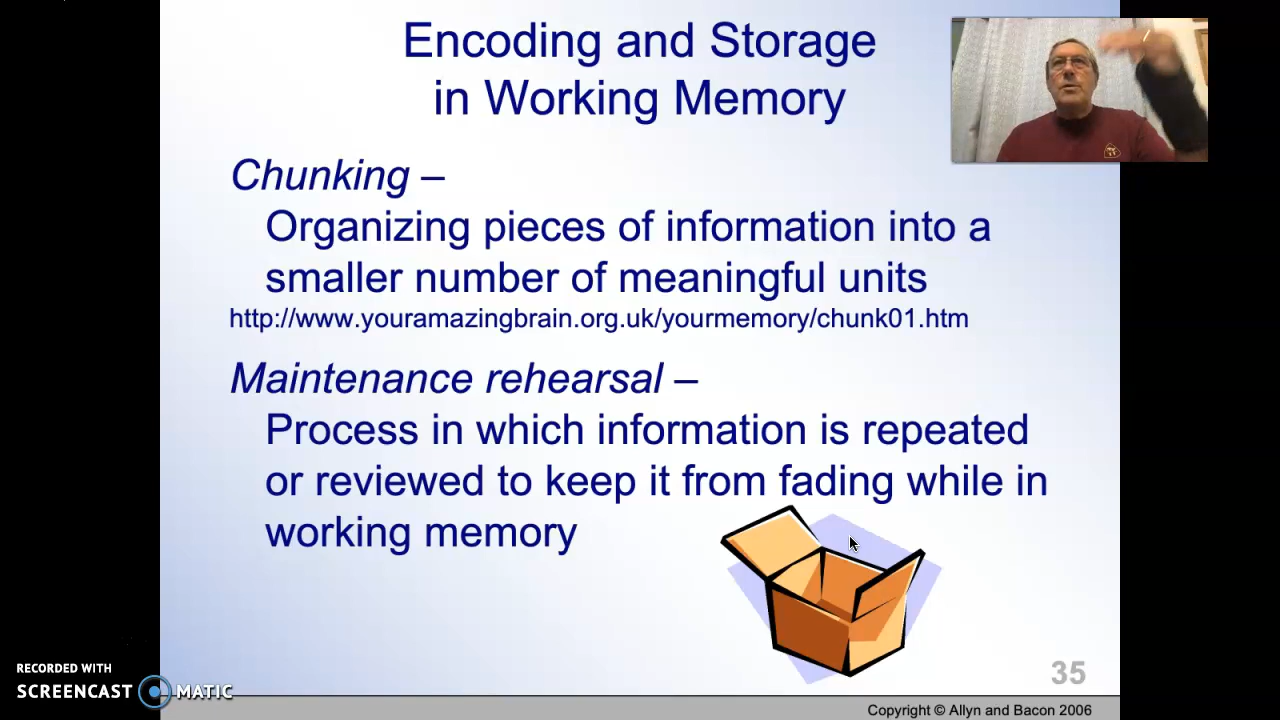 Encoding and Storage
in Working Memory
Chunking –
Organizing pieces of information into a
smaller number of meaningful units
http://www.youramazingbrain.org.uk/yourmemory/chunk01.htm
Maintenance rehearsal –
Process in which information is repeated
or reviewed to keep it from fading while in
working memory
35
RECORDED WITH
SCREENCAST MATIC
Copyright © Allyn and Bacon 2006